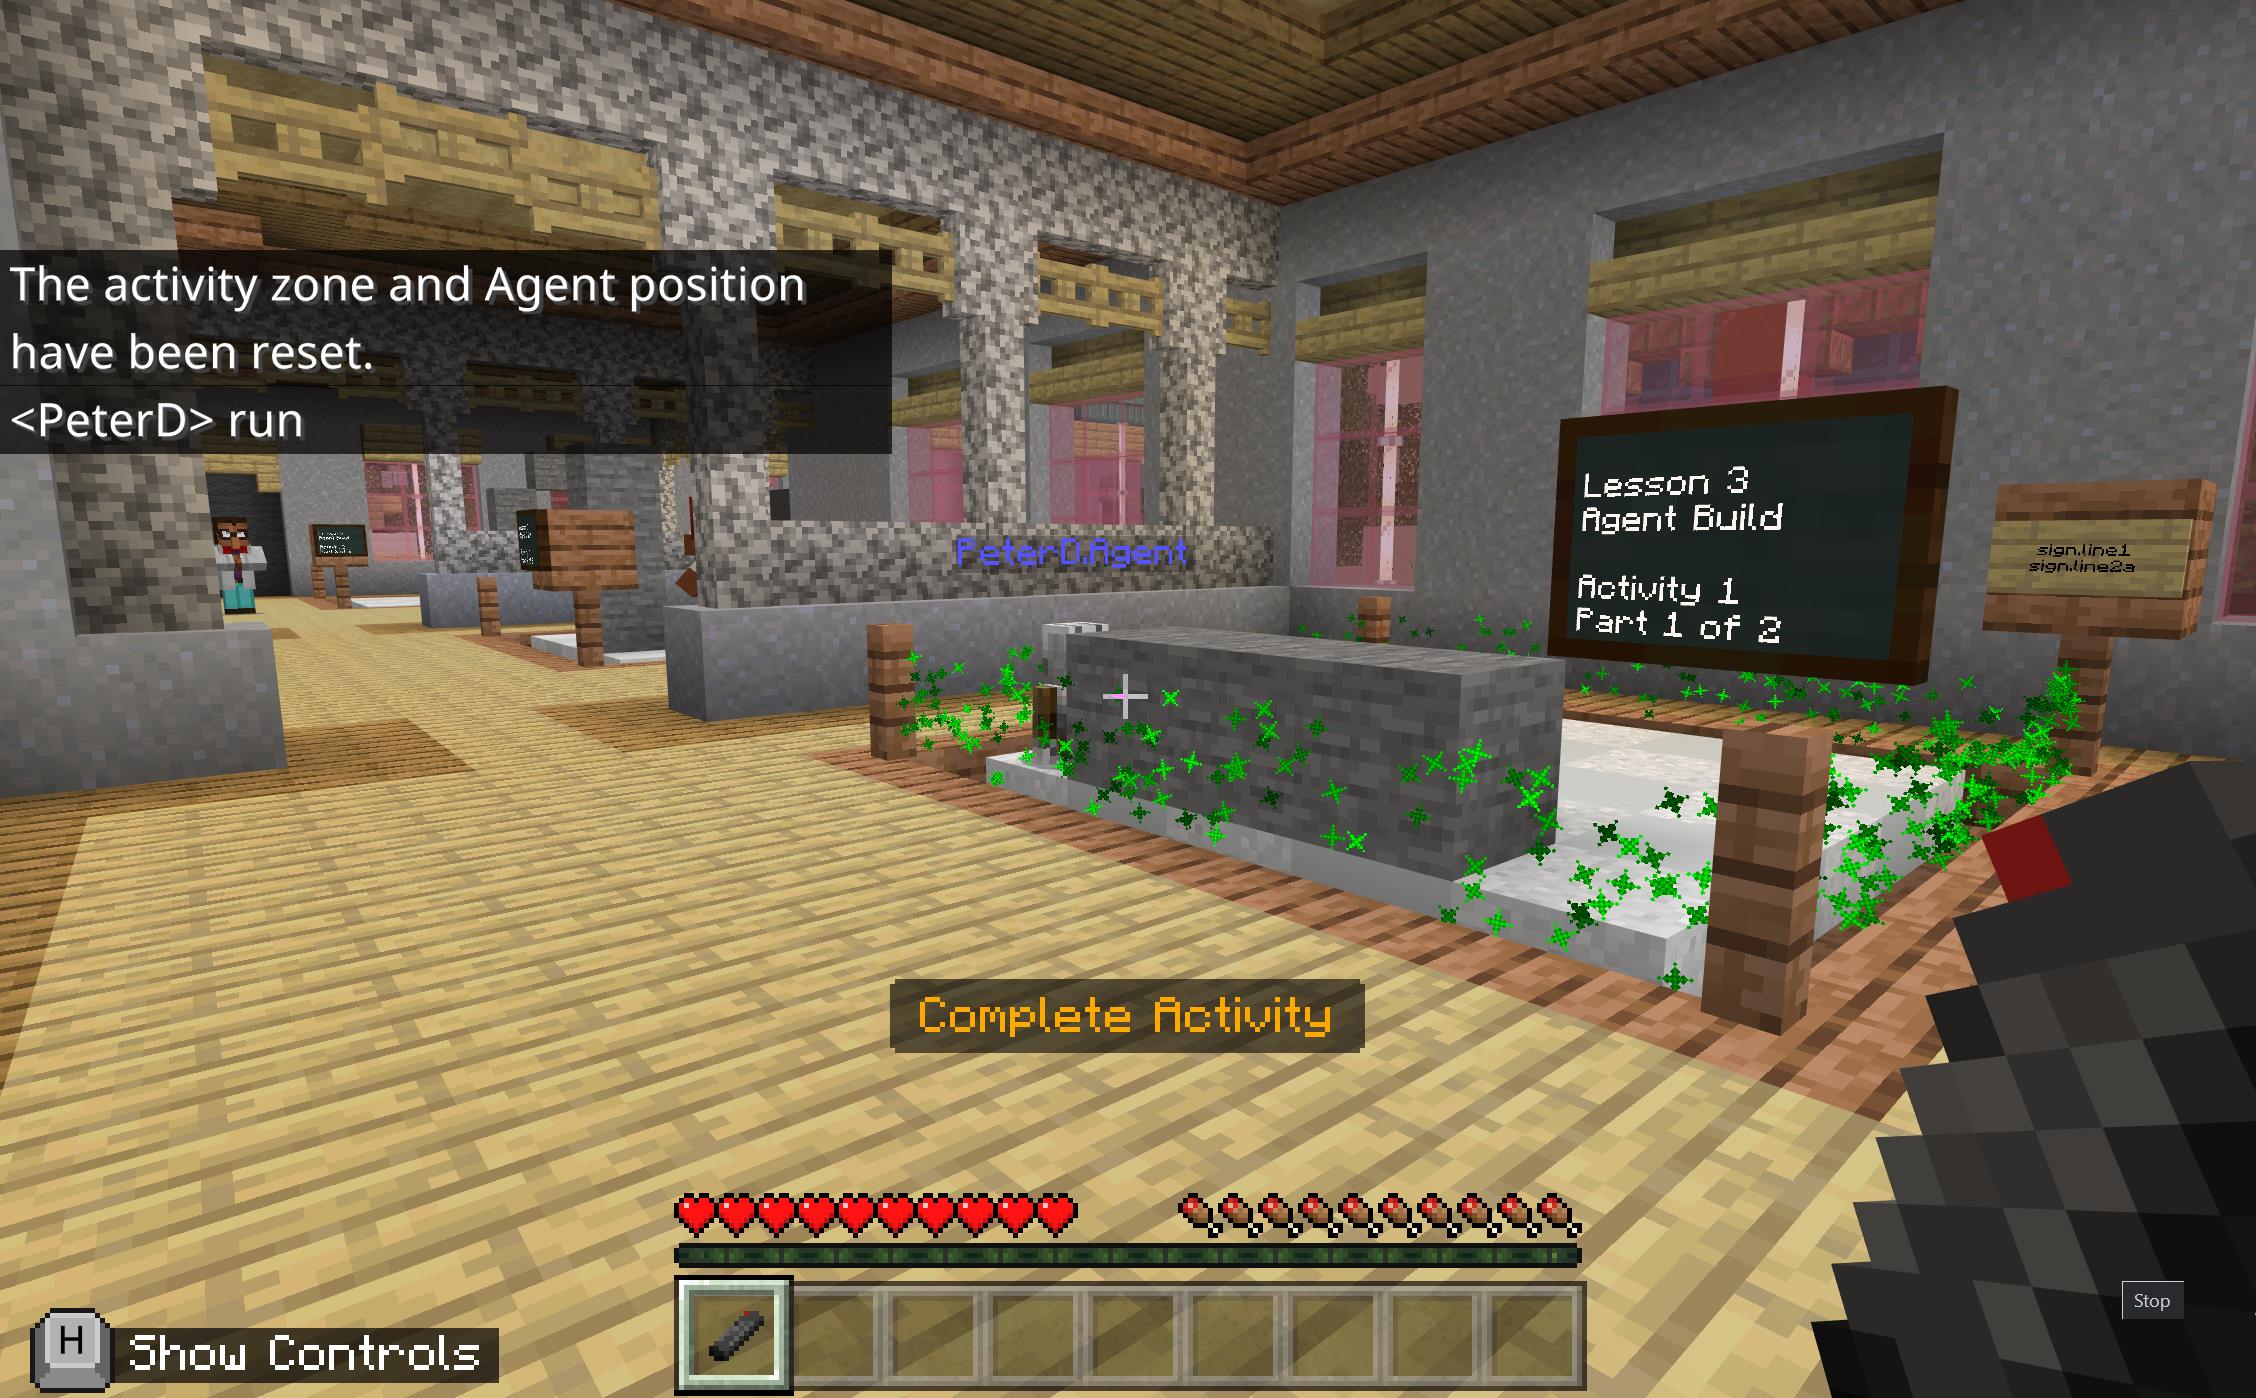 The activity zone and Agent position
have been reset.
<PeterD> run
PeterD.Agent
Lesson 3
Agent Build
Activity 1
Part 1 of 2
sign.line1
sign.line2a
Complete Activity
H
Show Controls
Stop